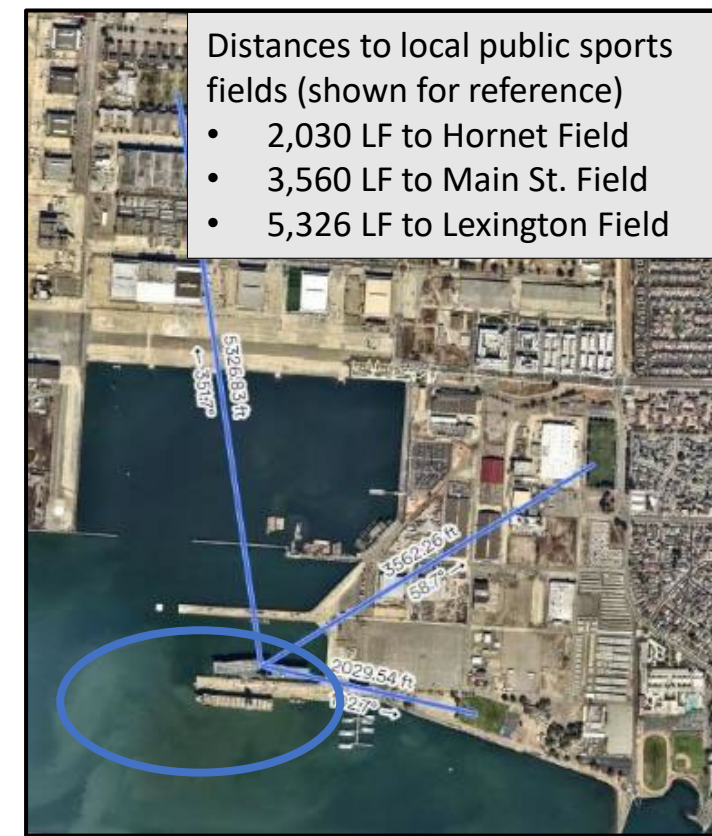 Distances to local public sports
fields (shown for reference)
• 2,030 LF to Hornet Field
• 3,560 LF to Main St. Field
• 5,326 LF to Lexington Field
5326.83 ft
← 351.7°
3562.26 ft
58.7° →
2029.54 ft